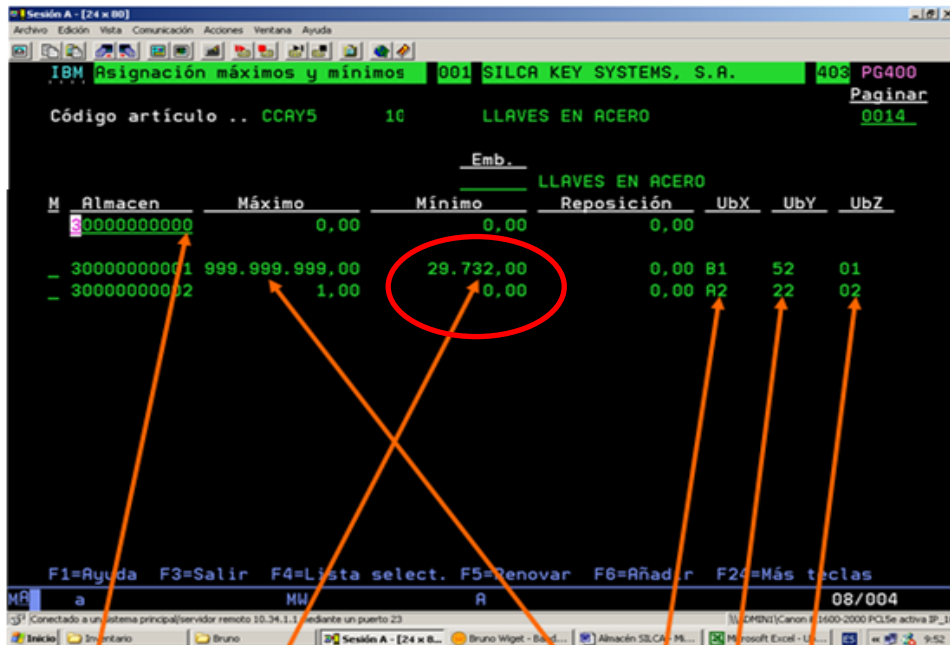 Sesión A - [24 x 80]
Archivo Edición Vista Comunicación Acciones Ventana Ayuda
IBM Asignación máximos y mínimos 001 SILCA KEY SYSTEMS, S.A. 403 PG400
Paginar
Código artículo .. CCAY5 10 LLAVES EN ACERO 0014
Emb.
LLAVES EN ACERO
M Almacen Máximo Mínimo Reposición UbX UbY UbZ
30000000000 0,00 0,00 0,00
30000000001 999.999.999,00 29.732,00 0,00 B1 52 01
30000000002 1,00 0,00 0,00 A2 22 02
F1=Ayuda F3=Salir F4=Lista select. F5=Renovar F6=Añadir F24=Más teclas
MA a MW A 08/004
Conectado a un sistema principal/servidor remoto 10.34.1.1 mediante un puerto 23
Inicio Inventario Bruno Sesión A - [24 x 8... Bruno Wiget - Almacén SILCA - Mi... Microsoft Excel - ES 9:52